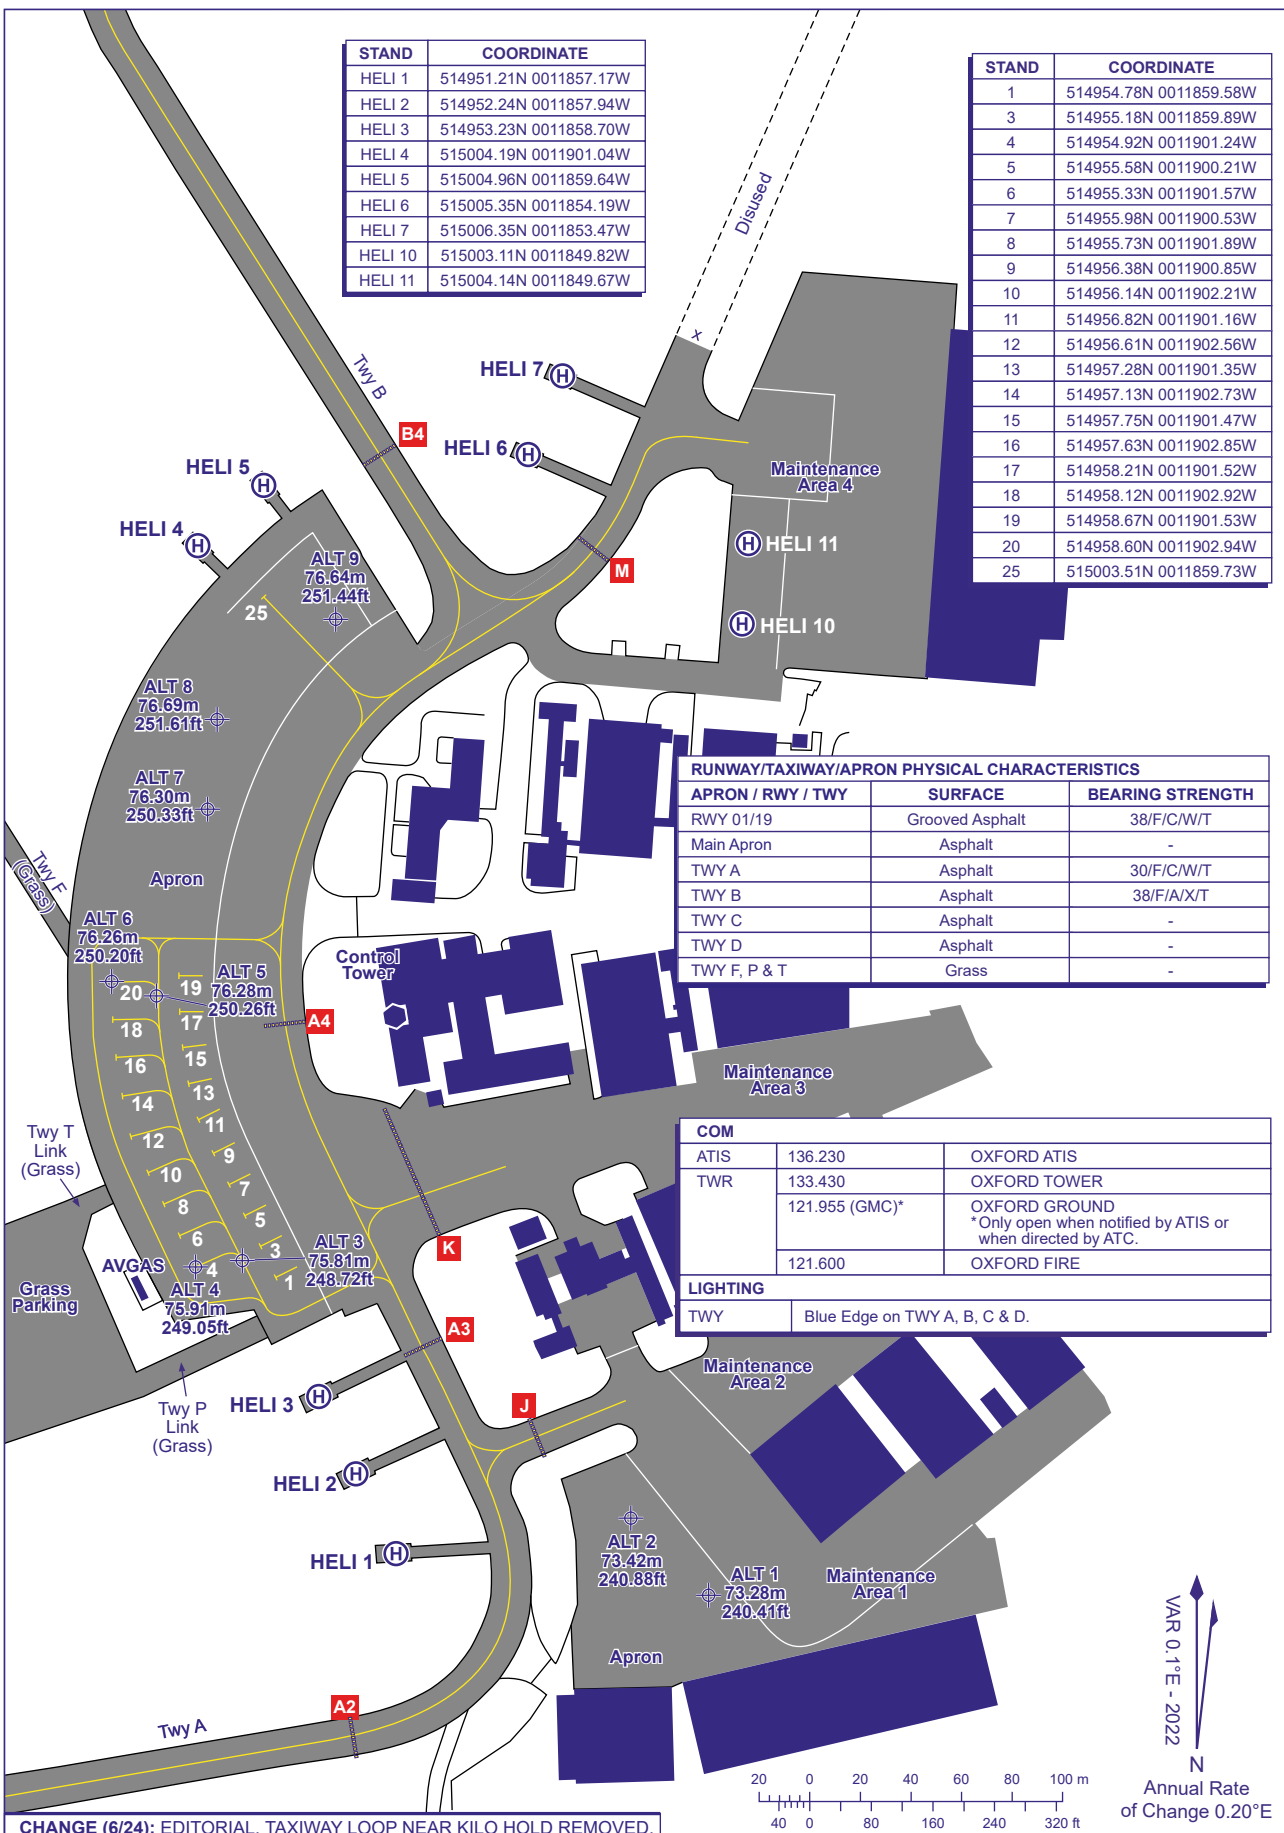 STAND COORDINATE
HELI 1 514951.21N 0011857.17W
HELI 2 514952.24N 0011857.94W
HELI 3 514953.23N 0011858.70W
HELI 4 515004.19N 0011901.04W
HELI 5 515004.96N 0011859.64W
HELI 6 515005.35N 0011854.19W
HELI 7 515006.35N 0011853.47W
HELI 10 515003.11N 0011849.82W
HELI 11 515004.14N 0011849.67W
STAND COORDINATE
1 514954.78N 0011859.58W
3 514955.18N 0011859.89W
4 514954.92N 0011901.24W
5 514955.58N 0011900.21W
6 514955.33N 0011901.57W
7 514955.98N 0011900.53W
8 514955.73N 0011901.89W
9 514956.38N 0011900.85W
10 514956.14N 0011902.21W
11 514956.82N 0011901.16W
12 514956.61N 0011902.56W
13 514957.28N 0011901.35W
14 514957.13N 0011902.73W
15 514957.75N 0011901.47W
16 514957.63N 0011902.85W
17 514958.21N 0011901.52W
18 514958.12N 0011902.92W
19 514958.67N 0011901.53W
20 514958.60N 0011902.94W
25 515003.51N 0011859.73W
Disused
x
Twy B
HELI 7
H
B4
HELI 6
H
HELI 5
H
HELI 4
H
Maintenance
Area 4
H HELI 11
H HELI 10
M
ALT 9
76.64m
251.44ft
25
ALT 8
76.69m
251.61ft
ALT 7
76.30m
250.33ft
Twy F
(Grass)
Apron
ALT 6
76.26m
250.20ft
ALT 5
76.28m
250.26ft
Control
Tower
A4
20
19
18
17
16
15
14
13
12
11
10
9
8
7
6
5
4
3
1
RUNWAY/TAXIWAY/APRON PHYSICAL CHARACTERISTICS
APRON / RWY / TWY SURFACE BEARING STRENGTH
RWY 01/19 Grooved Asphalt 38/F/C/W/T
Main Apron Asphalt -
TWY A Asphalt 30/F/C/W/T
TWY B Asphalt 38/F/A/X/T
TWY C Asphalt -
TWY D Asphalt -
TWY F, P & T Grass -
Maintenance
Area 3
COM
ATIS 136.230 OXFORD ATIS
TWR 133.430 OXFORD TOWER
121.955 (GMC)* OXFORD GROUND
*Only open when notified by ATIS or
when directed by ATC.
121.600 OXFORD FIRE
LIGHTING
TWY Blue Edge on TWY A, B, C & D.
Twy T
Link
(Grass)
AVGAS
Grass
Parking
ALT 4
75.91m
249.05ft
ALT 3
75.81m
248.72ft
K
A3
Twy P
Link
(Grass)
HELI 3
H
HELI 2
H
HELI 1
H
J
Maintenance
Area 2
ALT 2
73.42m
240.88ft
ALT 1
73.28m
240.41ft
Maintenance
Area 1
Apron
A2
Twy A
VAR 0.1°E - 2022
N
Annual Rate
of Change 0.20°E
20 0 20 40 60 80 100 m
40 0 80 160 240 320 ft
CHANGE (6/24): EDITORIAL. TAXIWAY LOOP NEAR KILO HOLD REMOVED.